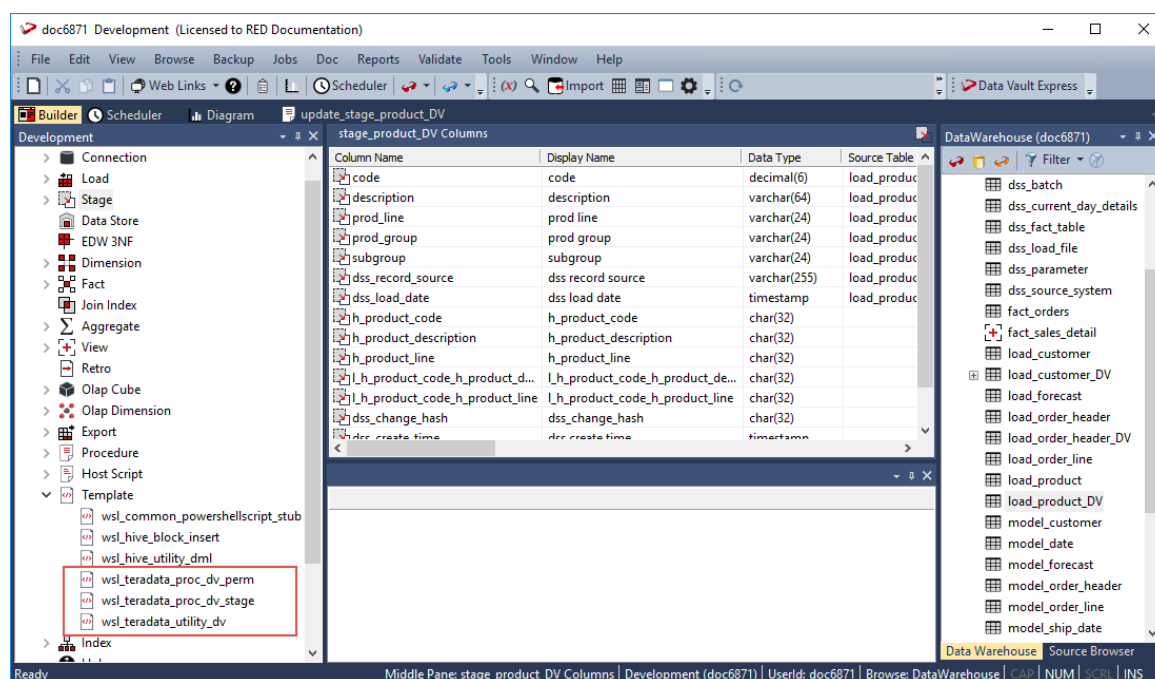 doc6871 Development (Licensed to RED Documentation)
File Edit View Browse Backup Jobs Doc Reports Validate Tools Window Help
Web Links Scheduler (x) Import Data Vault Express
Builder Scheduler Diagram update_stage_product_DV
Development
Connection
Load
Stage
Data Store
EDW 3NF
Dimension
Fact
Join Index
Aggregate
View
Retro
Olap Cube
Olap Dimension
Export
Procedure
Host Script
Template
wsl_common_powershellscript_stub
wsl_hive_block_insert
wsl_hive_utility_dml
wsl_teradata_proc_dv_perm
wsl_teradata_proc_dv_stage
wsl_teradata_utility_dv
Index
stage_product_DV Columns
Column Name Display Name Data Type Source Table
code code decimal(6) load_produc
description description varchar(64) load_produc
prod_line prod line varchar(24) load_produc
prod_group prod group varchar(24) load_produc
subgroup subgroup varchar(24) load_produc
dss_record_source dss record source varchar(255) load_produc
dss_load_date dss load date timestamp load_produc
h_product_code h_product_code char(32)
h_product_description h_product_description char(32)
h_product_line h_product_line char(32)
l_h_product_code_h_product_d... l_h_product_code_h_product_de... char(32)
l_h_product_code_h_product_line l_h_product_code_h_product_line char(32)
dss_change_hash dss_change_hash char(32)
dss_create_time dss create time timestamp
DataWarehouse (doc6871)
Filter
dss_batch
dss_current_day_details
dss_fact_table
dss_load_file
dss_parameter
dss_source_system
fact_orders
fact_sales_detail
load_customer
load_customer_DV
load_forecast
load_order_header
load_order_header_DV
load_order_line
load_product
load_product_DV
model_customer
model_date
model_forecast
model_order_header
model_order_line
model_ship_date
Data Warehouse Source Browser
Ready Middle Pane: stage_product_DV Columns Development (doc6871) UserId: doc6871 Browse: DataWarehouse CAP NUM SCRL INS